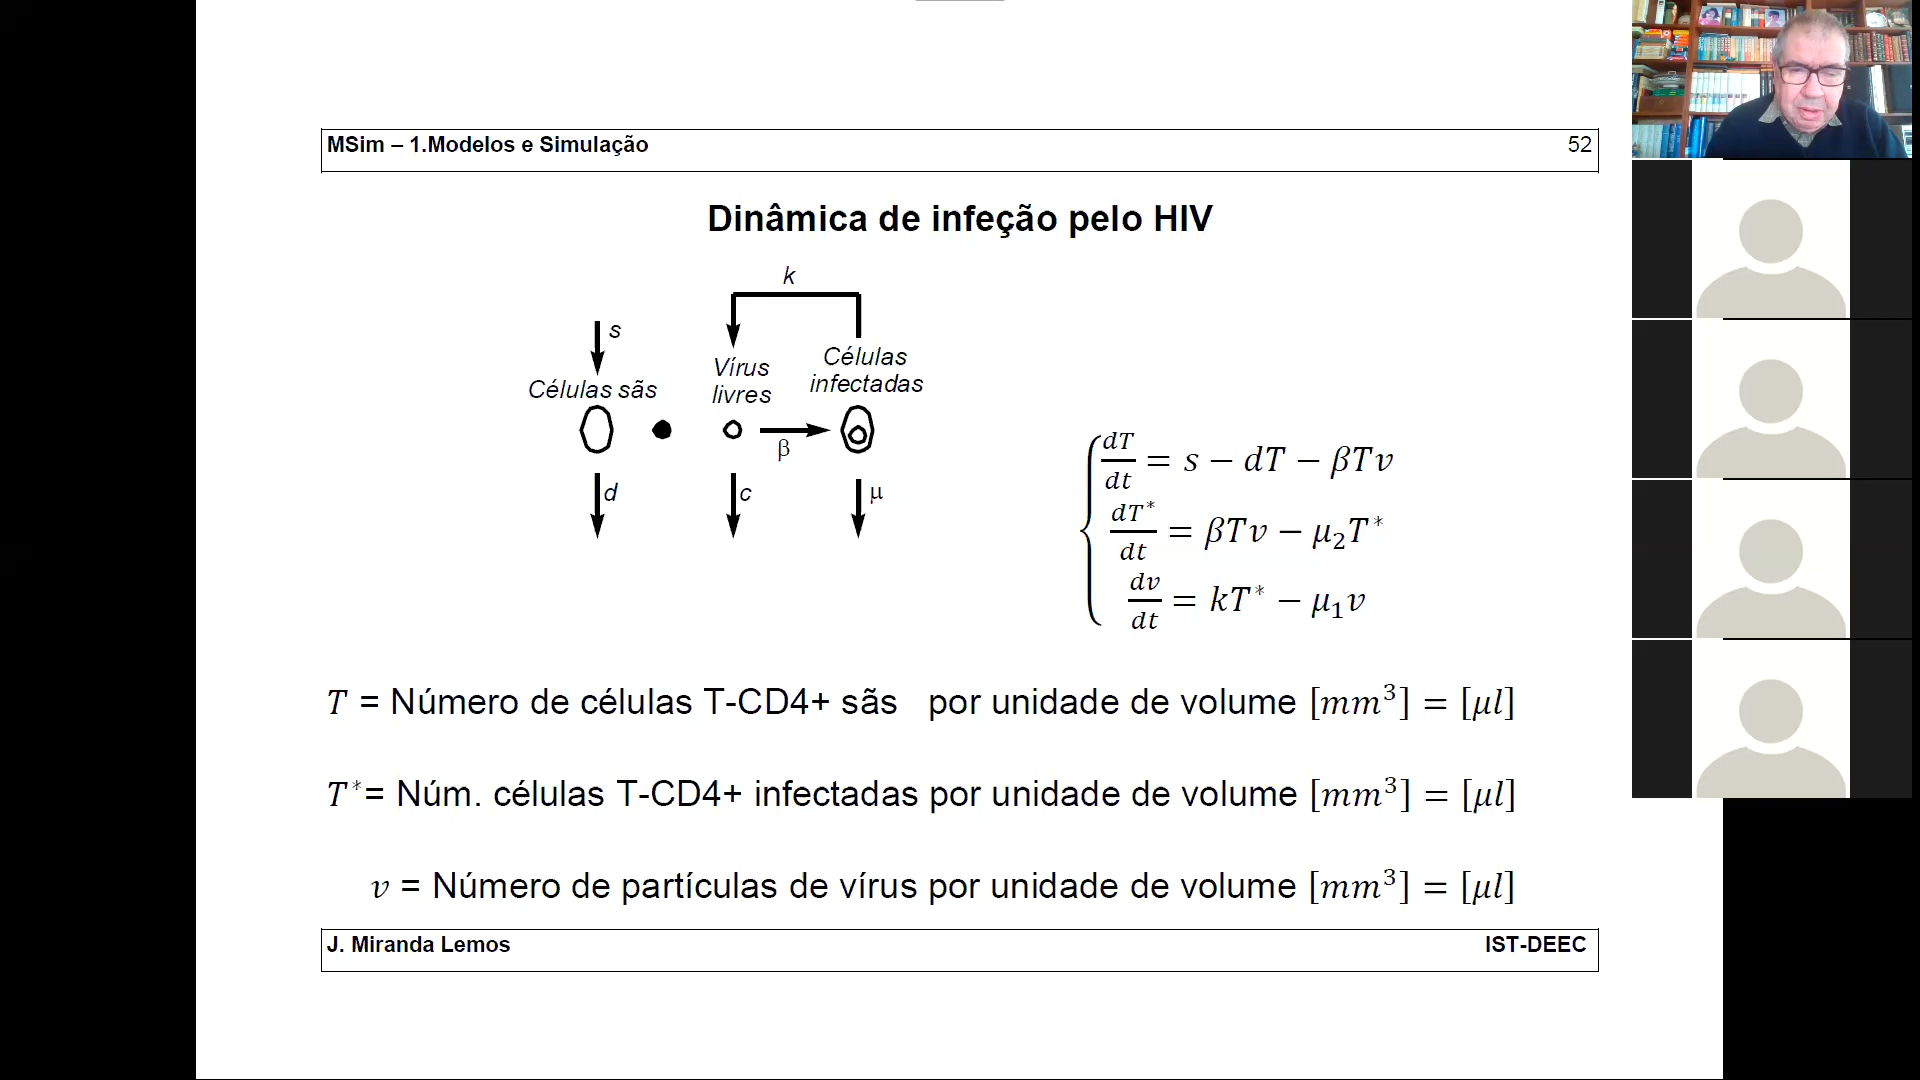 MSim – 1.Modelos e Simulação 52
Dinâmica de infeção pelo HIV
k
s
Células sãs
Vírus
livres
Células
infectadas
β
d
c
μ
dT/dt = s − dT − βTv
dT*/dt = βTv − μ₂T*
dv/dt = kT* − μ₁v
T = Número de células T-CD4+ sãs por unidade de volume [mm³] = [μl]
T*= Núm. células T-CD4+ infectadas por unidade de volume [mm³] = [μl]
v = Número de partículas de vírus por unidade de volume [mm³] = [μl]
J. Miranda Lemos IST-DEEC